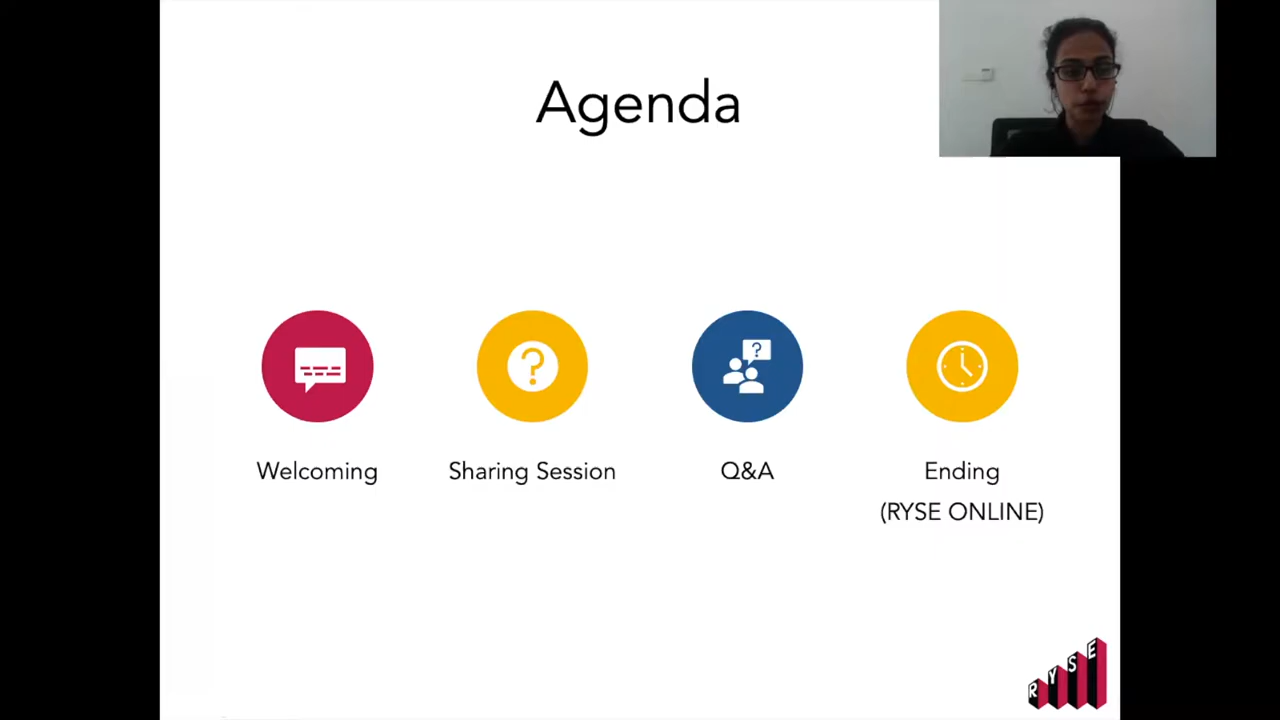 Agenda
?
?
Welcoming
Sharing Session
Q&A
Ending
(RYSE ONLINE)
RYSE